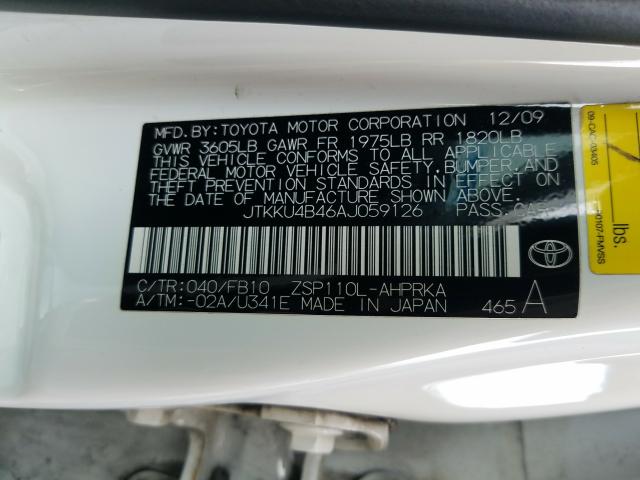 MFD.BY:TOYOTA MOTOR CORPORATION 12/09
GVWR 3605LB GAWR FR 1975LB RR 1820LB
THIS VEHICLE CONFORMS TO ALL APPLICABLE
FEDERAL MOTOR VEHICLE SAFETY,BUMPER,AND
THEFT PREVENTION STANDARDS IN EFFECT ON
THE DATE OF MANUFACTURE SHOWN ABOVE.
JTKKU4B46AJ059126 PASS.CAR
C/TR:040/FB10 ZSP110L-AHPRKA
A/TM:-02A/U341E MADE IN JAPAN 465 A
TOYOTA
lbs.